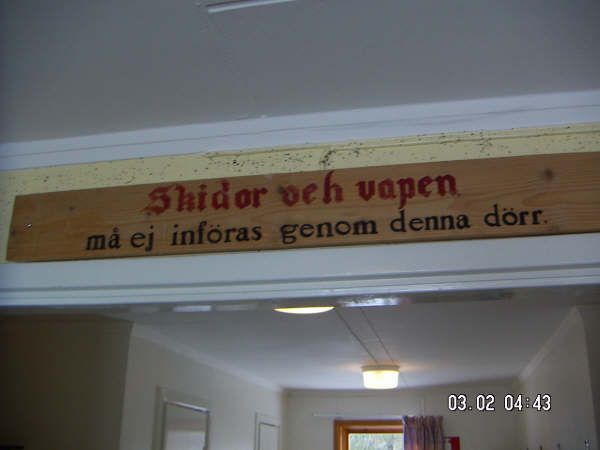 Skidor och vapen
må ej införas genom denna dörr.
03.02 04:43